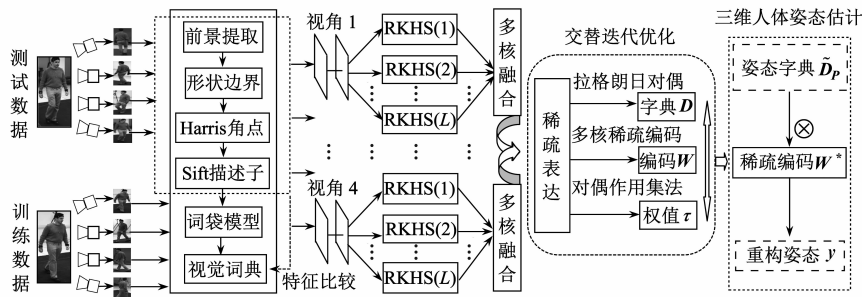 测试数据
训练数据
前景提取
形状边界
Harris角点
Sift描述子
词袋模型
视觉词典
特征比较
视角 1
RKHS(1)
RKHS(2)
RKHS(L)
多核融合
视角 4
RKHS(1)
RKHS(2)
RKHS(L)
多核融合
交替迭代优化
稀疏表达
拉格朗日对偶
字典 D
多核稀疏编码
编码W
对偶作用集法
权值 τ
三维人体姿态估计
姿态字典 D̃P
稀疏编码W*
重构姿态 y